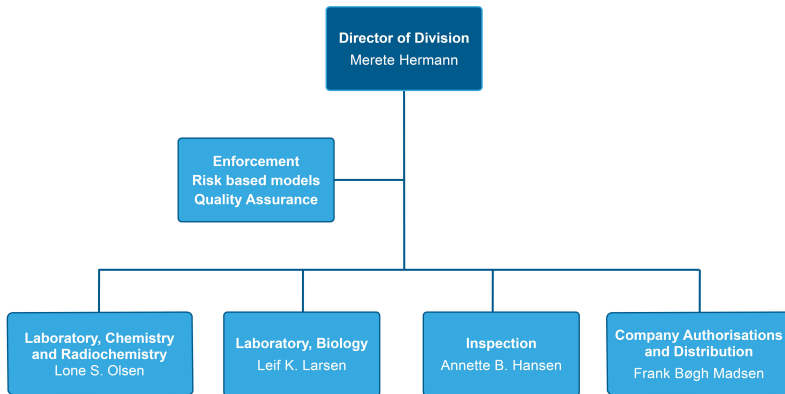 Director of Division
Merete Hermann
Enforcement
Risk based models
Quality Assurance
Laboratory, Chemistry
and Radiochemistry
Lone S. Olsen
Laboratory, Biology
Leif K. Larsen
Inspection
Annette B. Hansen
Company Authorisations
and Distribution
Frank Bøgh Madsen